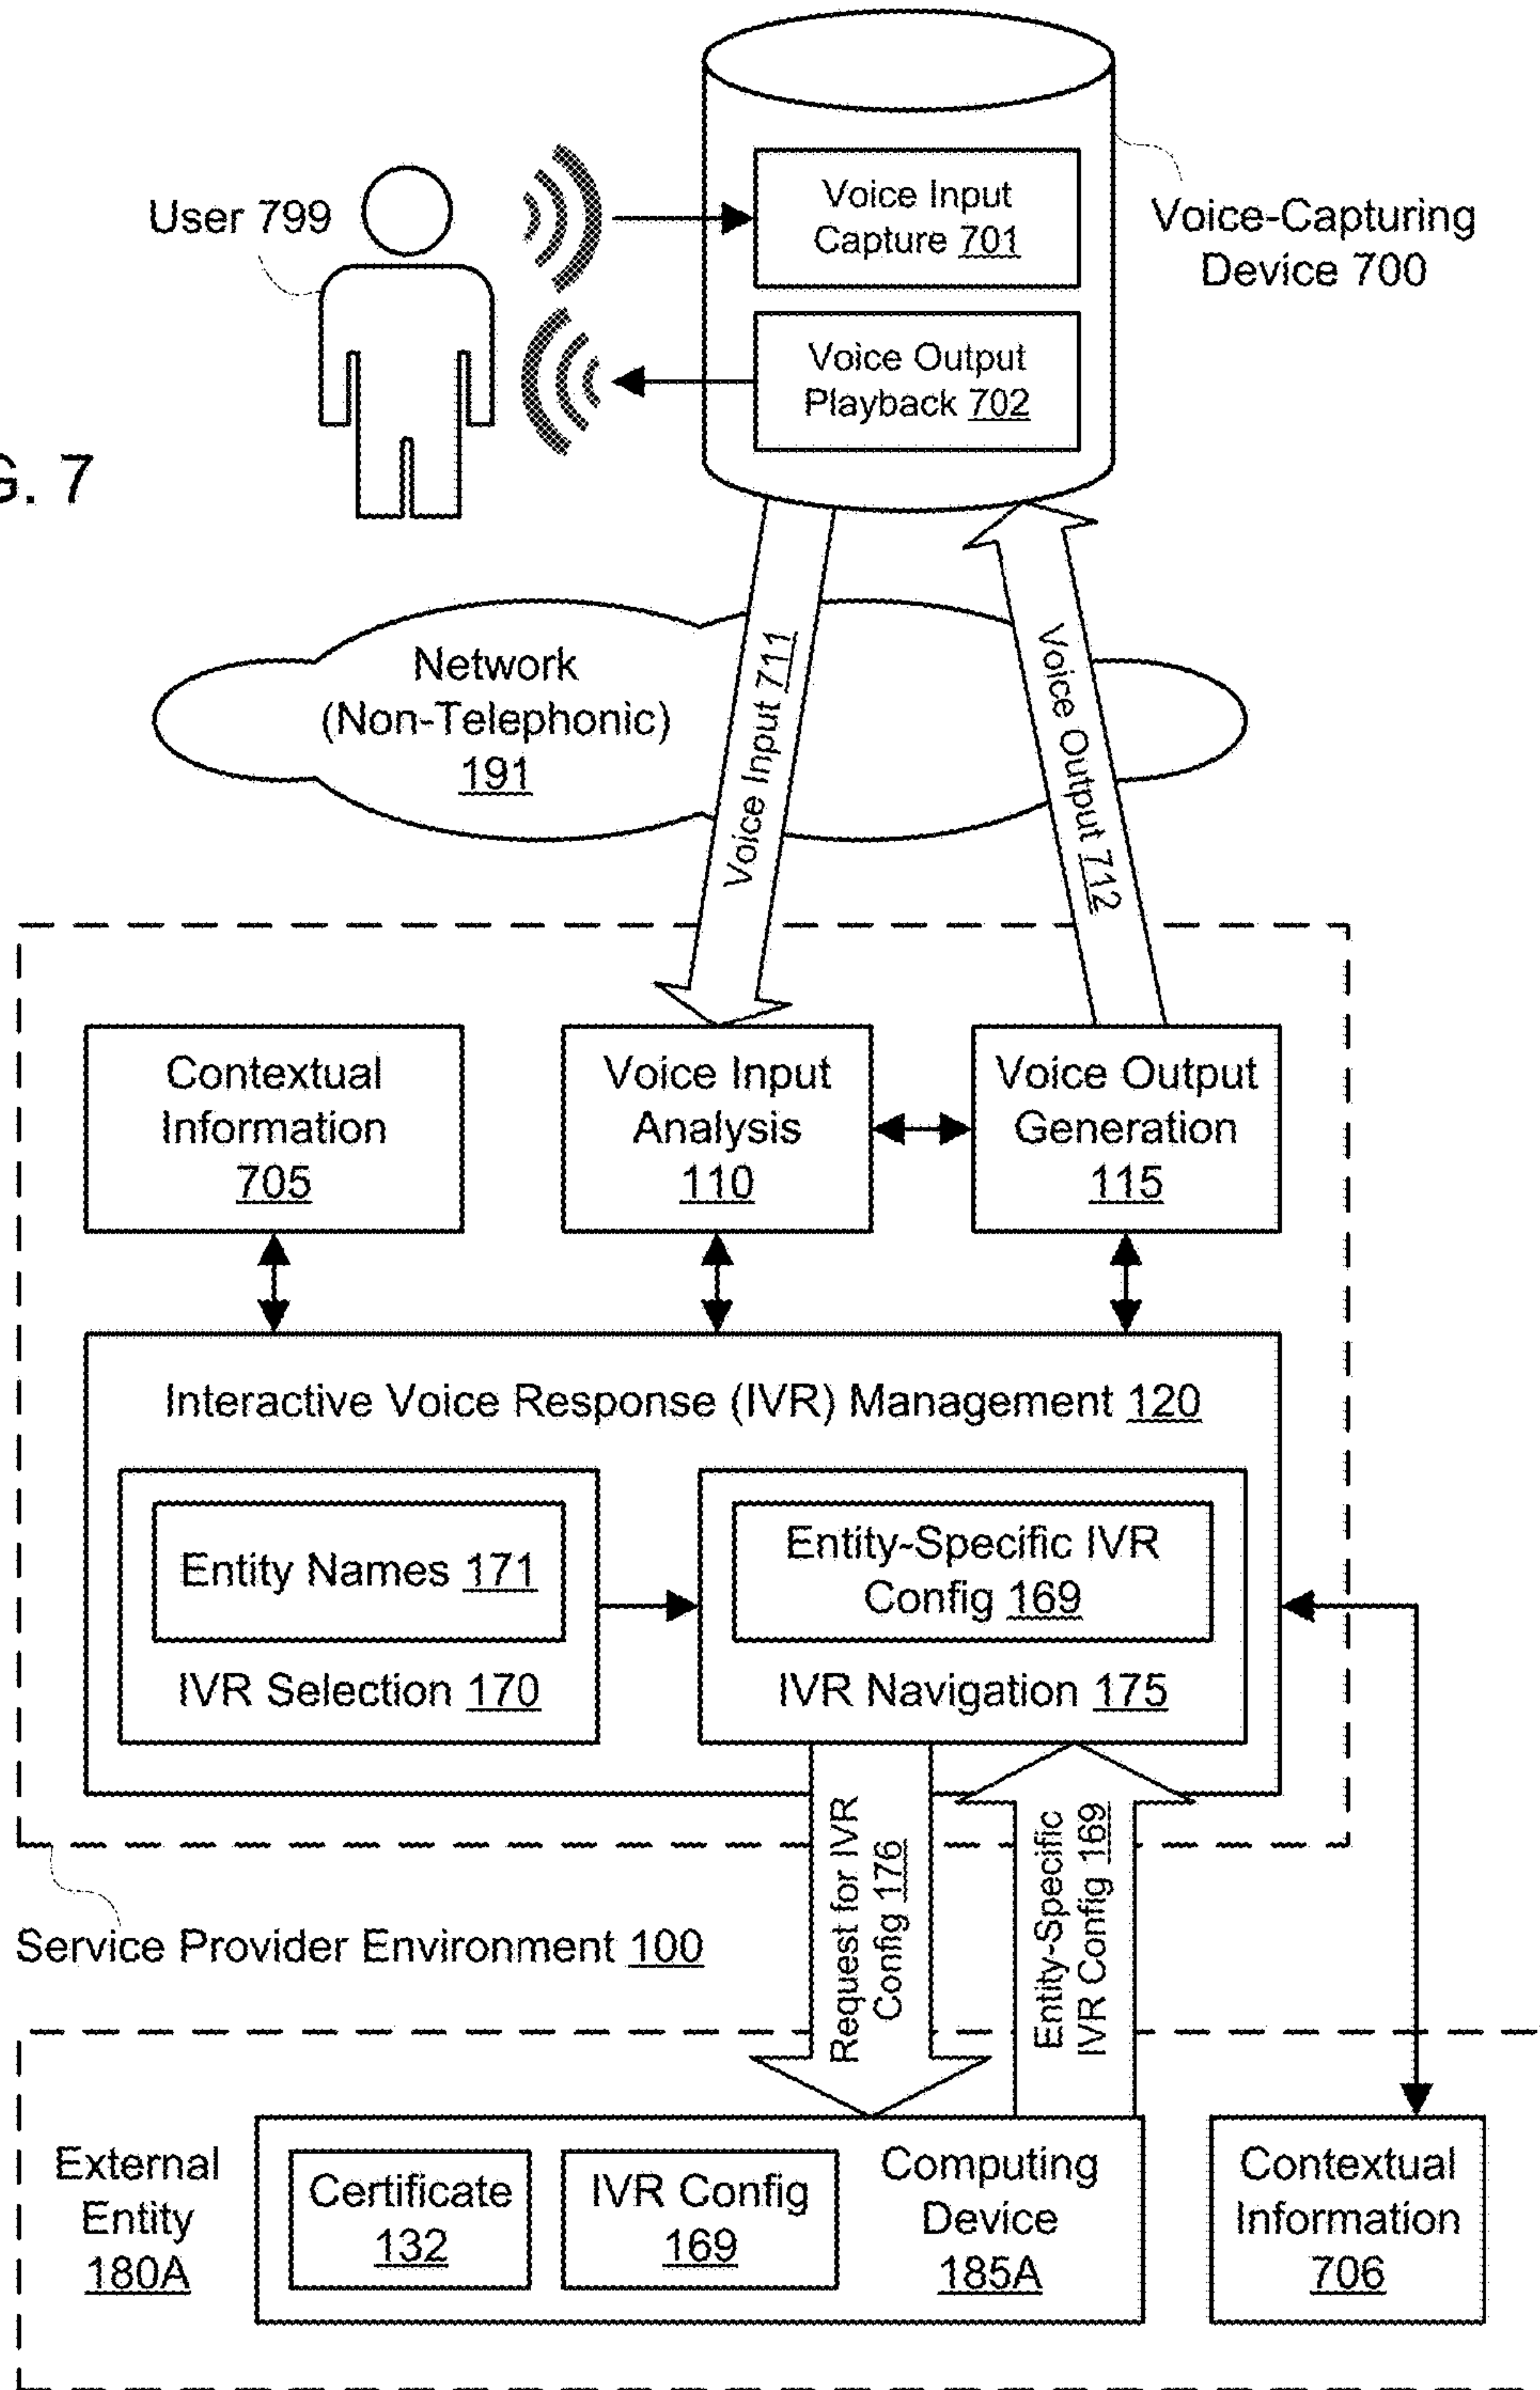 Voice Input
Capture 701
User 799
Voice-Capturing
Device 700
Voice Output
Playback 702
G. 7
Network
(Non-Telephonic)
191
Voice Input 711
Voice Output 712
Contextual
Information
705
Voice Input
Analysis
110
Voice Output
Generation
115
Interactive Voice Response (IVR) Management 120
Entity Names 171
IVR Selection 170
Entity-Specific IVR
Config 169
IVR Navigation 175
Request for IVR
Config 176
Entity-Specific
IVR Config 169
Service Provider Environment 100
External
Entity
180A
Certificate
132
IVR Config
169
Computing
Device
185A
Contextual
Information
706